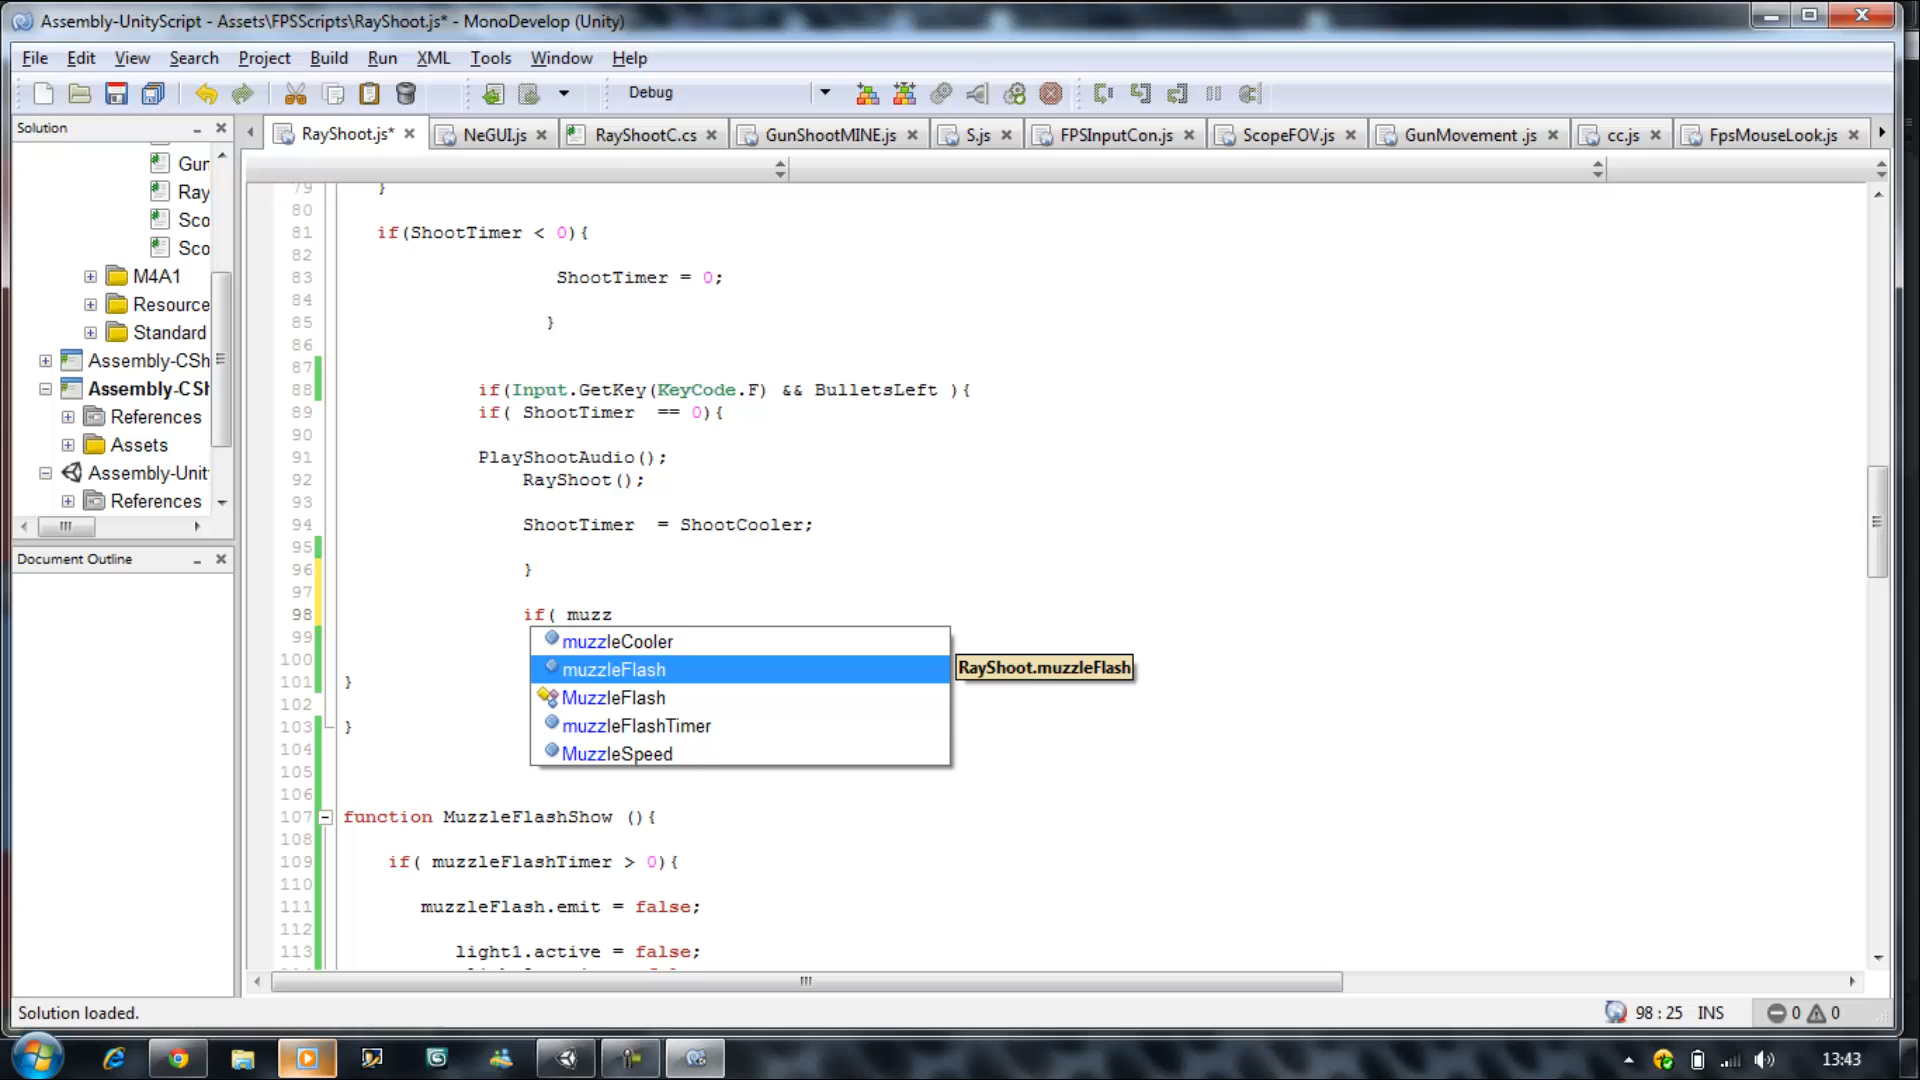 Assembly-UnityScript - Assets\FPSScripts\RayShoot.js* - MonoDevelop (Unity)
File Edit View Search Project Build Run XML Tools Window Help
Debug
Solution
RayShoot.js* NeGUI.js RayShootC.cs GunShootMINE.js S.js FPSInputCon.js ScopeFOV.js GunMovement .js cc.js FpsMouseLook.js
Gur
Ray
Sco
Sco
M4A1
Resource
Standard
Assembly-CSh
Assembly-CSh
References
Assets
Assembly-Unit
References
Document Outline
79 }
80
81 if(ShootTimer < 0){
82
83 ShootTimer = 0;
84
85 }
86
87
88 if(Input.GetKey(KeyCode.F) && BulletsLeft ){
89 if( ShootTimer == 0){
90
91 PlayShootAudio();
92 RayShoot();
93
94 ShootTimer = ShootCooler;
95
96 }
97
98 if( muzz
99
100
101 }
102
103 }
104
105
106
107 function MuzzleFlashShow (){
108
109 if( muzzleFlashTimer > 0){
110
111 muzzleFlash.emit = false;
112
113 light1.active = false;
muzzleCooler
muzzleFlash
MuzzleFlash
muzzleFlashTimer
MuzzleSpeed
RayShoot.muzzleFlash
Solution loaded.
98 : 25 INS 0 0
13:43